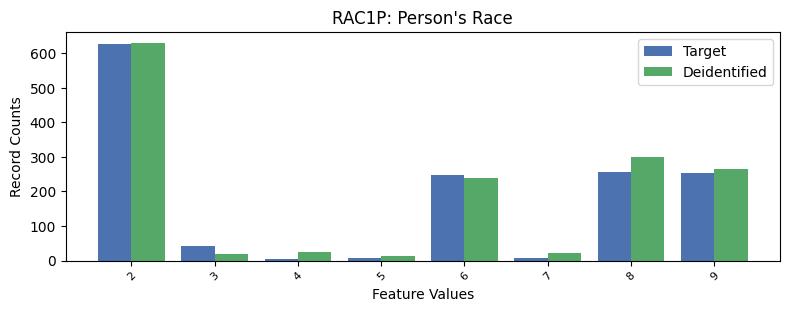 RAC1P: Person's Race
Target
Deidentified
Record Counts
600
500
400
300
200
100
0
2 3 4 5 6 7 8 9
Feature Values